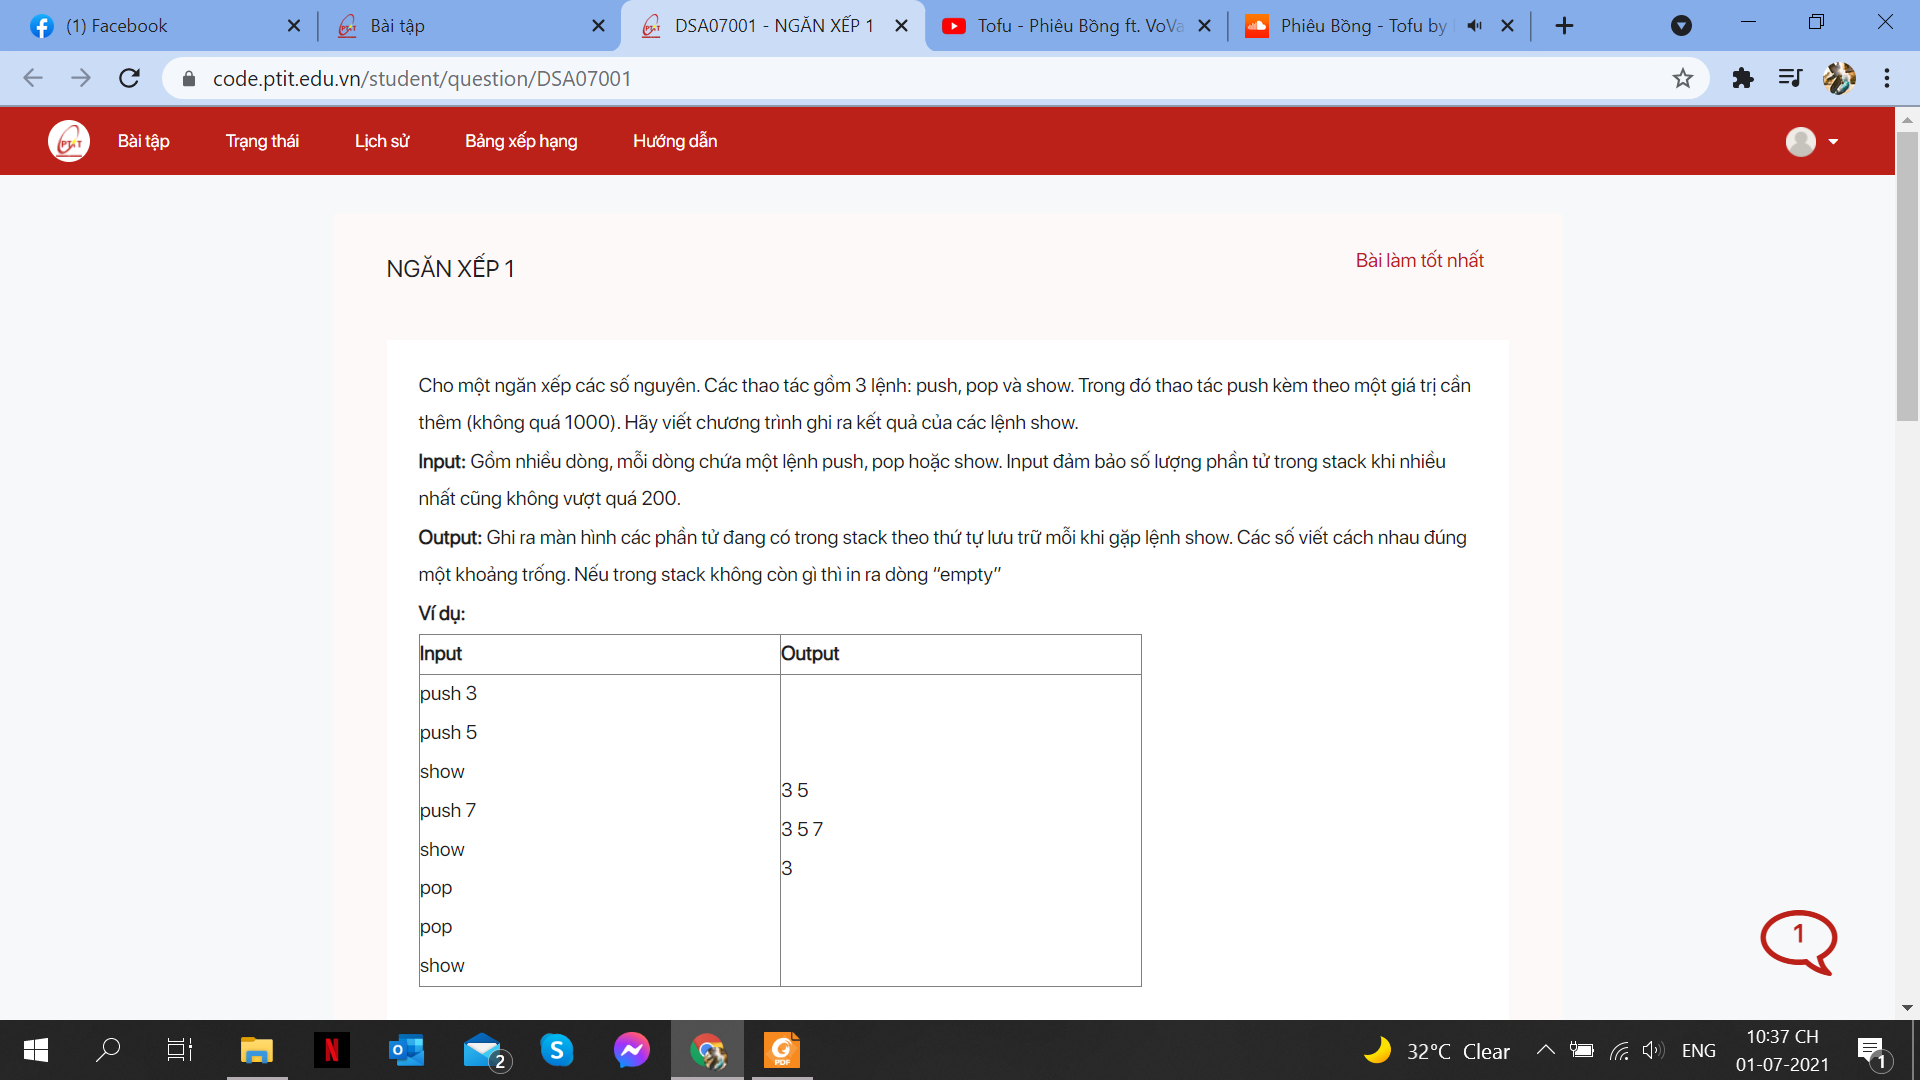 (1) Facebook
Bài tập
DSA07001 - NGĂN XẾP 1
Tofu - Phiêu Bồng ft. VoVa
Phiêu Bồng - Tofu by
code.ptit.edu.vn/student/question/DSA07001
PTIT
Bài tập
Trạng thái
Lịch sử
Bảng xếp hạng
Hướng dẫn
NGĂN XẾP 1
Bài làm tốt nhất
Cho một ngăn xếp các số nguyên. Các thao tác gồm 3 lệnh: push, pop và show. Trong đó thao tác push kèm theo một giá trị cần
thêm (không quá 1000). Hãy viết chương trình ghi ra kết quả của các lệnh show.
Input: Gồm nhiều dòng, mỗi dòng chứa một lệnh push, pop hoặc show. Input đảm bảo số lượng phần tử trong stack khi nhiều
nhất cũng không vượt quá 200.
Output: Ghi ra màn hình các phần tử đang có trong stack theo thứ tự lưu trữ mỗi khi gặp lệnh show. Các số viết cách nhau đúng
một khoảng trống. Nếu trong stack không còn gì thì in ra dòng “empty”
Ví dụ:
Input
Output
push 3
push 5
show
push 7
show
pop
pop
show
3 5
3 5 7
3
1
N
2
S
PDF
32°C Clear
ENG
10:37 CH
01-07-2021
1